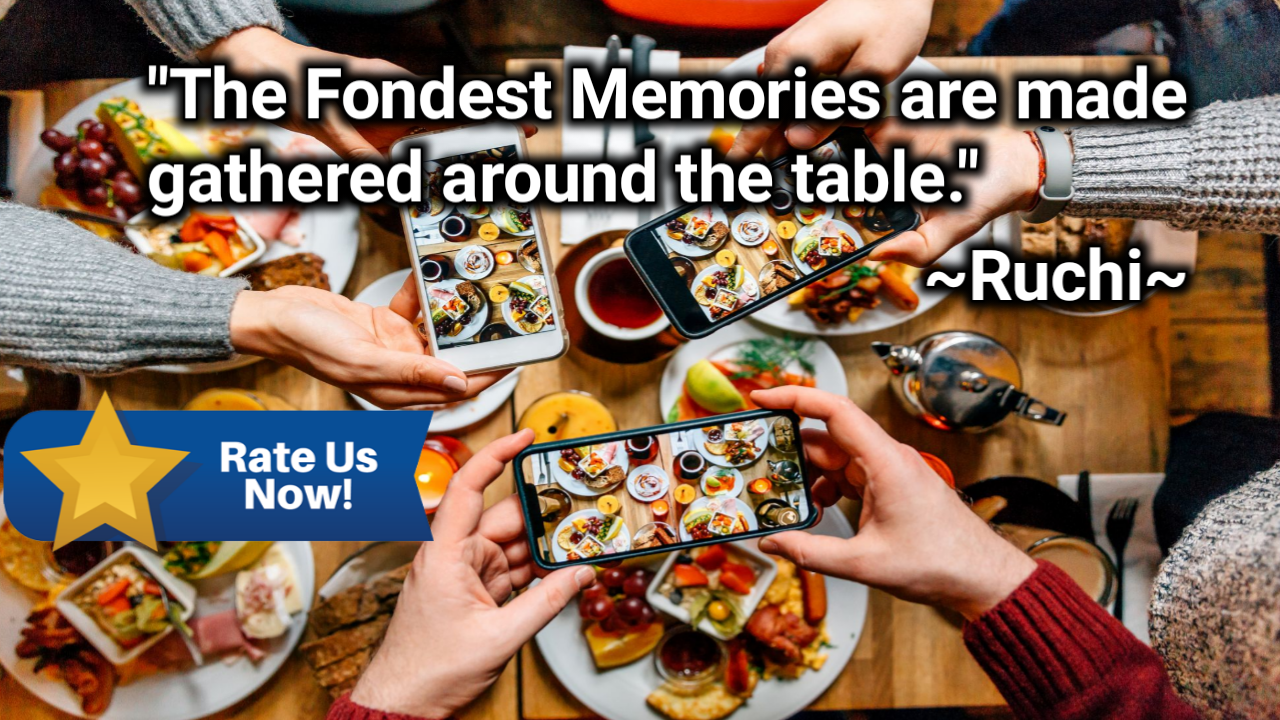 "The Fondest Memories are made
gathered around the table."
~Ruchi~
Rate Us
Now!